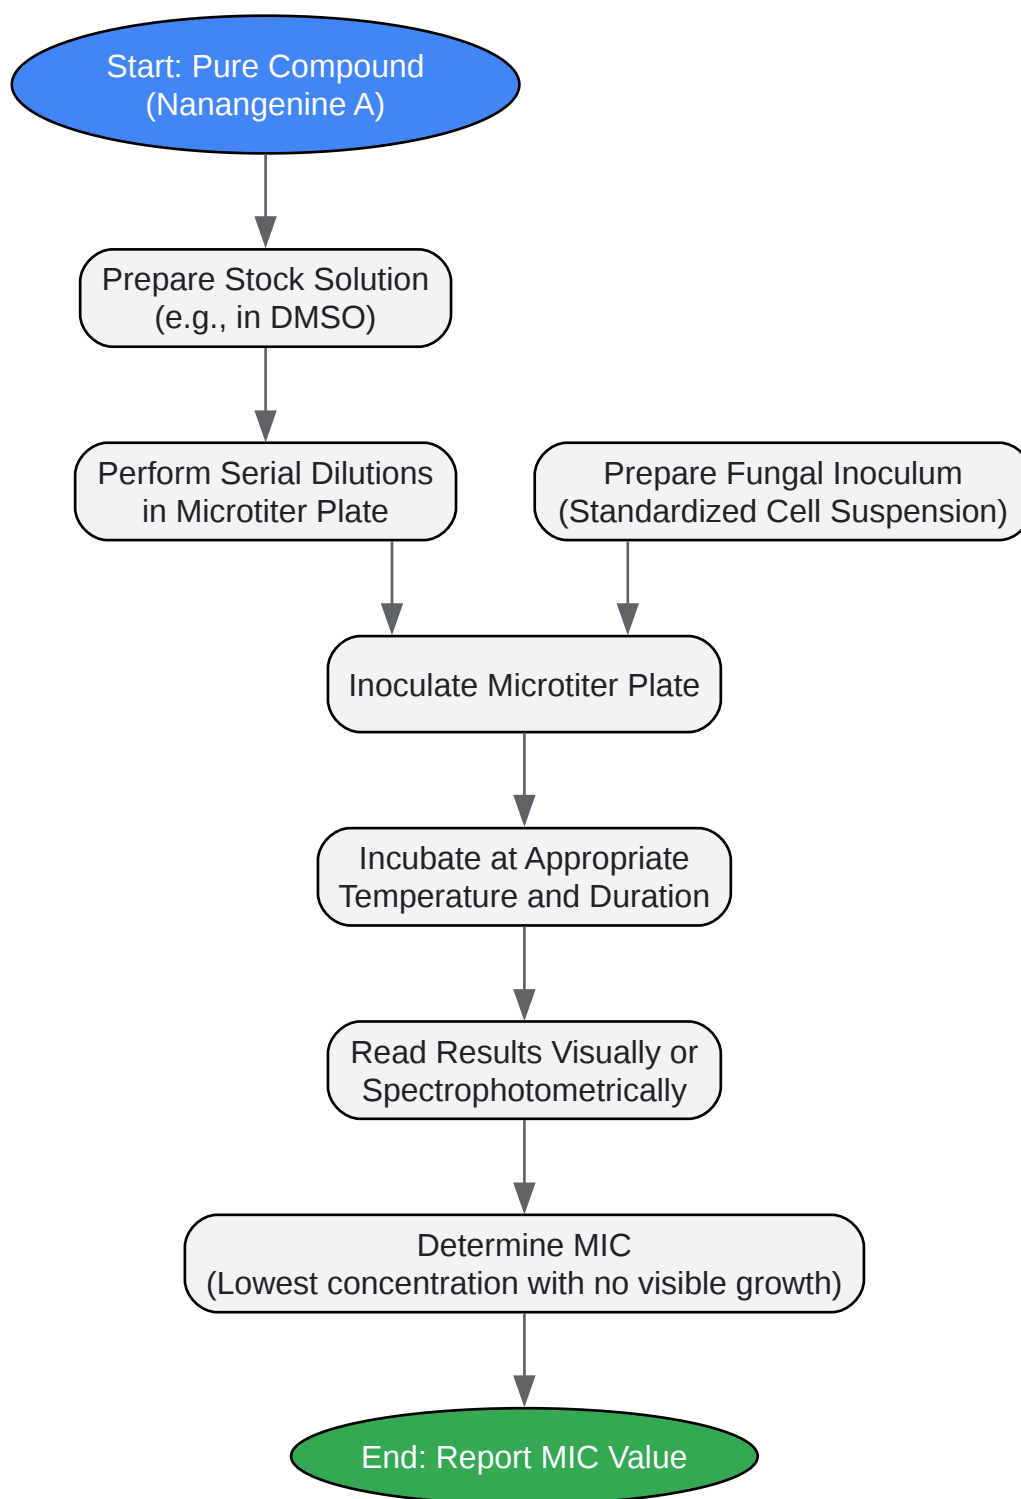 Start: Pure Compound
(Nanangenine A)
Prepare Stock Solution
(e.g., in DMSO)
Perform Serial Dilutions
in Microtiter Plate
Prepare Fungal Inoculum
(Standardized Cell Suspension)
Inoculate Microtiter Plate
Incubate at Appropriate
Temperature and Duration
Read Results Visually or
Spectrophotometrically
Determine MIC
(Lowest concentration with no visible growth)
End: Report MIC Value